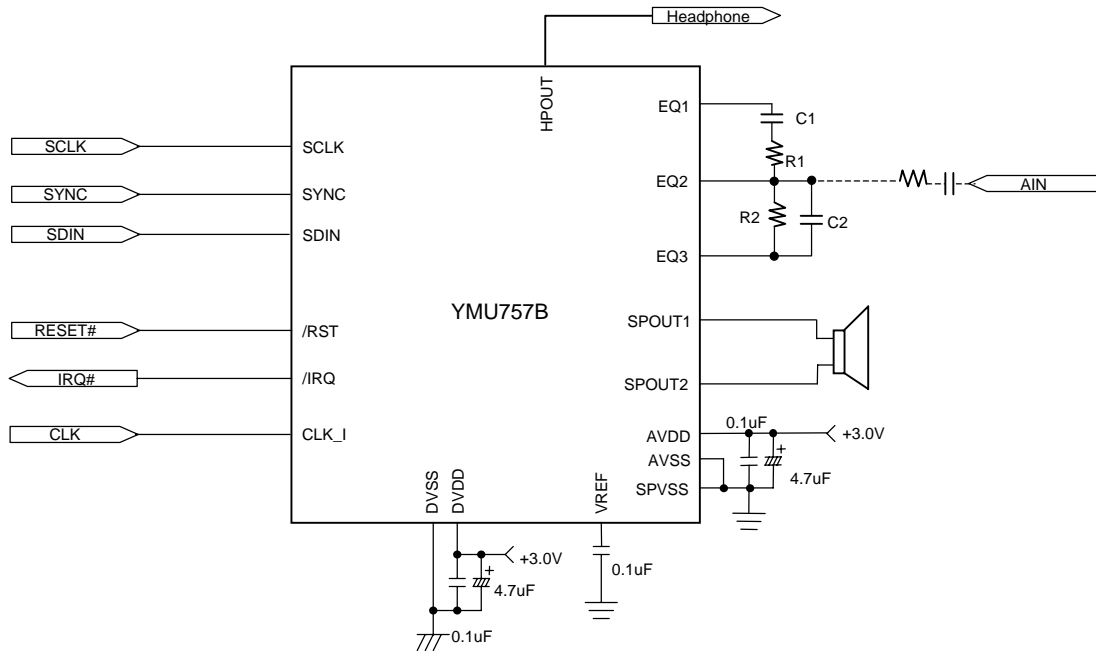 Headphone
HPOUT
EQ1
C1
SCLK
SCLK
R1
EQ2
AIN
SYNC
SYNC
R2
C2
SDIN
SDIN
EQ3
YMU757B
SPOUT1
RESET#
/RST
IRQ#
/IRQ
SPOUT2
CLK
CLK_I
0.1uF
AVDD
+3.0V
AVSS
+
4.7uF
SPVSS
DVSS
DVDD
VREF
+3.0V
+
4.7uF
0.1uF
0.1uF